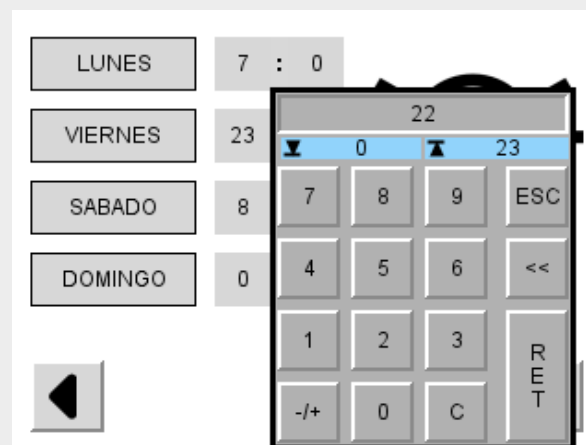 LUNES 7 : 0
22
VIERNES 23
0 23
7 8 9 ESC
SABADO 8
4 5 6 <<
DOMINGO 0
1 2 3 RET
-/+ 0 C